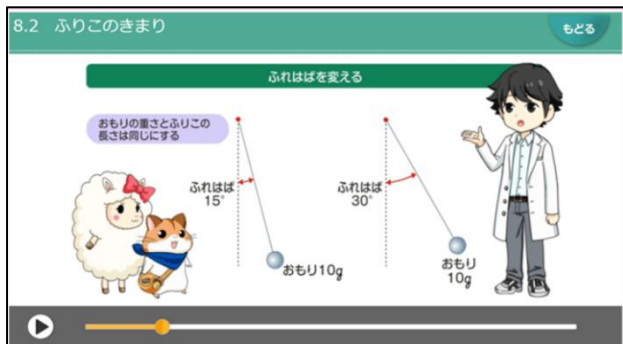 8.2 ふりこのきまり
もどる
ふれはばを変える
おもりの重さとふりこの
長さは同じにする
ふれはば
15°
おもり10g
ふれはば
30°
おもり
10g